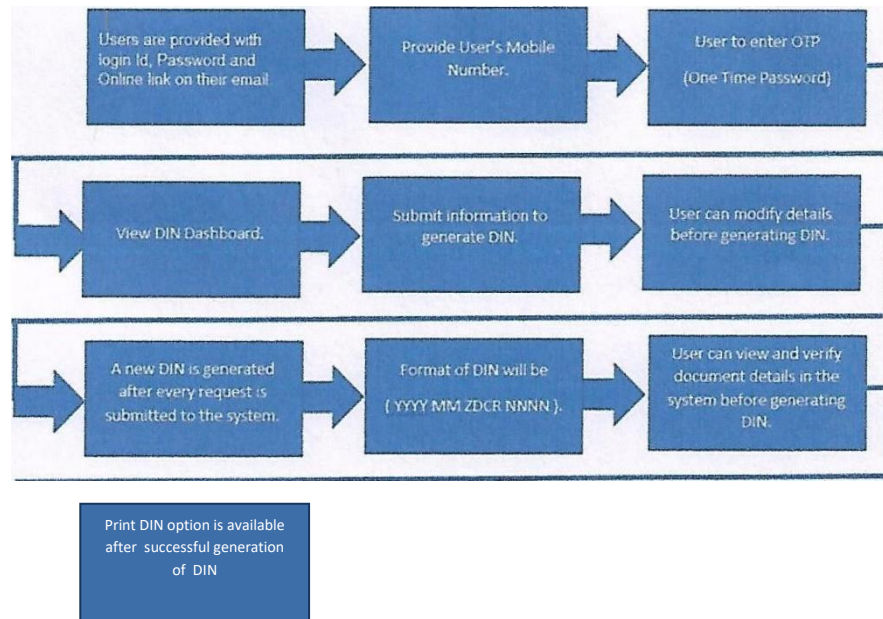 Users are provided with
login Id, Password and
Online link on their email
Provide User's Mobile
Number.
User to enter OTP
(One Time Password)
View DIN Dashboard.
Submit information to
generate DIN.
User can modify details
before generating DIN.
A new DIN is generated
after every request is
submitted to the system.
Format of DIN will be
{ YYYY MM ZDCR NNNN }.
User can view and verify
document details in the
system before generating
DIN.
Print DIN option is available
after successful generation
of DIN